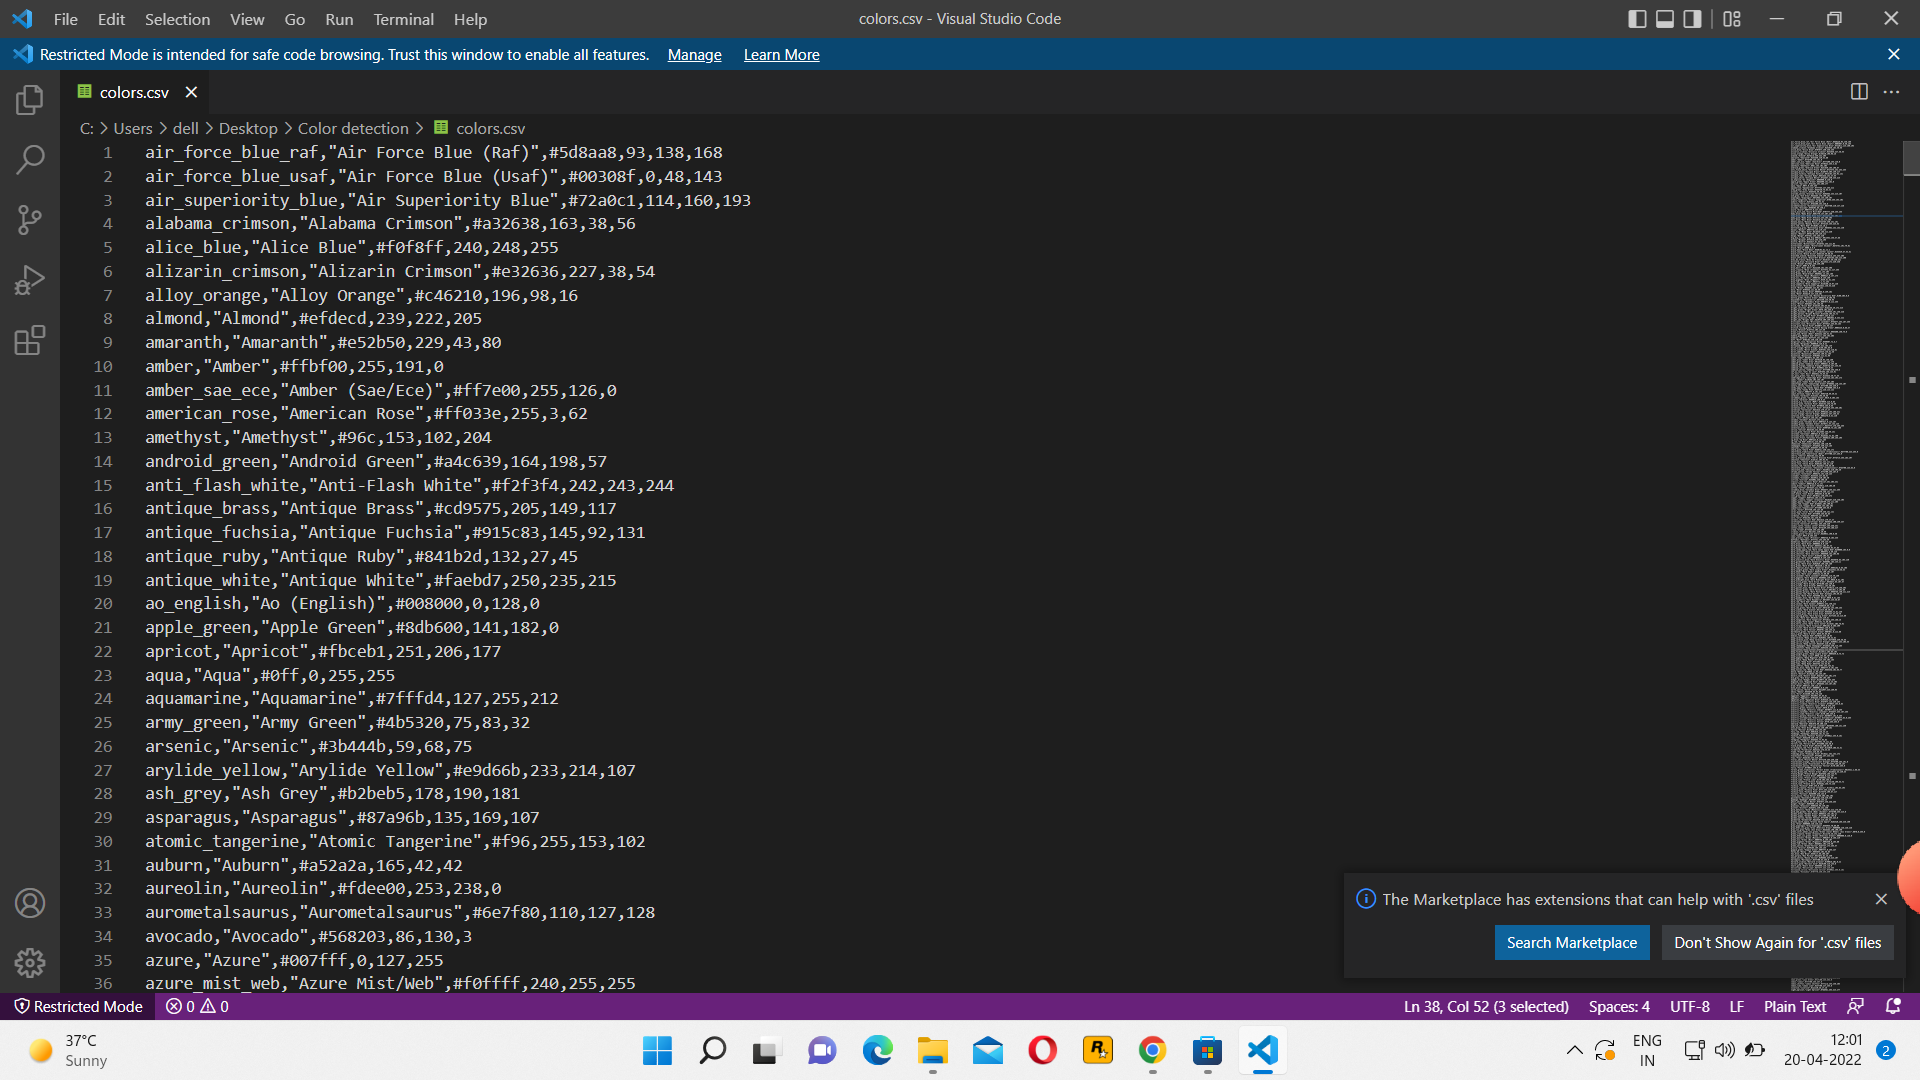 File Edit Selection View Go Run Terminal Help
colors.csv - Visual Studio Code
Restricted Mode is intended for safe code browsing. Trust this window to enable all features. Manage Learn More
colors.csv
C: > Users > dell > Desktop > Color detection > colors.csv
1 air_force_blue_raf,"Air Force Blue (Raf)",#5d8aa8,93,138,168
2 air_force_blue_usaf,"Air Force Blue (Usaf)",#00308f,0,48,143
3 air_superiority_blue,"Air Superiority Blue",#72a0c1,114,160,193
4 alabama_crimson,"Alabama Crimson",#a32638,163,38,56
5 alice_blue,"Alice Blue",#f0f8ff,240,248,255
6 alizarin_crimson,"Alizarin Crimson",#e32636,227,38,54
7 alloy_orange,"Alloy Orange",#c46210,196,98,16
8 almond,"Almond",#efdecd,239,222,205
9 amaranth,"Amaranth",#e52b50,229,43,80
10 amber,"Amber",#ffbf00,255,191,0
11 amber_sae_ece,"Amber (Sae/Ece)",#ff7e00,255,126,0
12 american_rose,"American Rose",#ff033e,255,3,62
13 amethyst,"Amethyst",#96c,153,102,204
14 android_green,"Android Green",#a4c639,164,198,57
15 anti_flash_white,"Anti-Flash White",#f2f3f4,242,243,244
16 antique_brass,"Antique Brass",#cd9575,205,149,117
17 antique_fuchsia,"Antique Fuchsia",#915c83,145,92,131
18 antique_ruby,"Antique Ruby",#841b2d,132,27,45
19 antique_white,"Antique White",#faebd7,250,235,215
20 ao_english,"Ao (English)",#008000,0,128,0
21 apple_green,"Apple Green",#8db600,141,182,0
22 apricot,"Apricot",#fbceb1,251,206,177
23 aqua,"Aqua",#0ff,0,255,255
24 aquamarine,"Aquamarine",#7fffd4,127,255,212
25 army_green,"Army Green",#4b5320,75,83,32
26 arsenic,"Arsenic",#3b444b,59,68,75
27 arylide_yellow,"Arylide Yellow",#e9d66b,233,214,107
28 ash_grey,"Ash Grey",#b2beb5,178,190,181
29 asparagus,"Asparagus",#87a96b,135,169,107
30 atomic_tangerine,"Atomic Tangerine",#f96,255,153,102
31 auburn,"Auburn",#a52a2a,165,42,42
32 aureolin,"Aureolin",#fdee00,253,238,0
33 aurometalsaurus,"Aurometalsaurus",#6e7f80,110,127,128
34 avocado,"Avocado",#568203,86,130,3
35 azure,"Azure",#007fff,0,127,255
36 azure_mist_web,"Azure Mist/Web",#f0ffff,240,255,255
The Marketplace has extensions that can help with '.csv' files
Search Marketplace Don't Show Again for '.csv' files
Restricted Mode 0 0 Ln 38, Col 52 (3 selected) Spaces: 4 UTF-8 LF Plain Text
37°C
Sunny
ENG
IN
12:01
20-04-2022
2